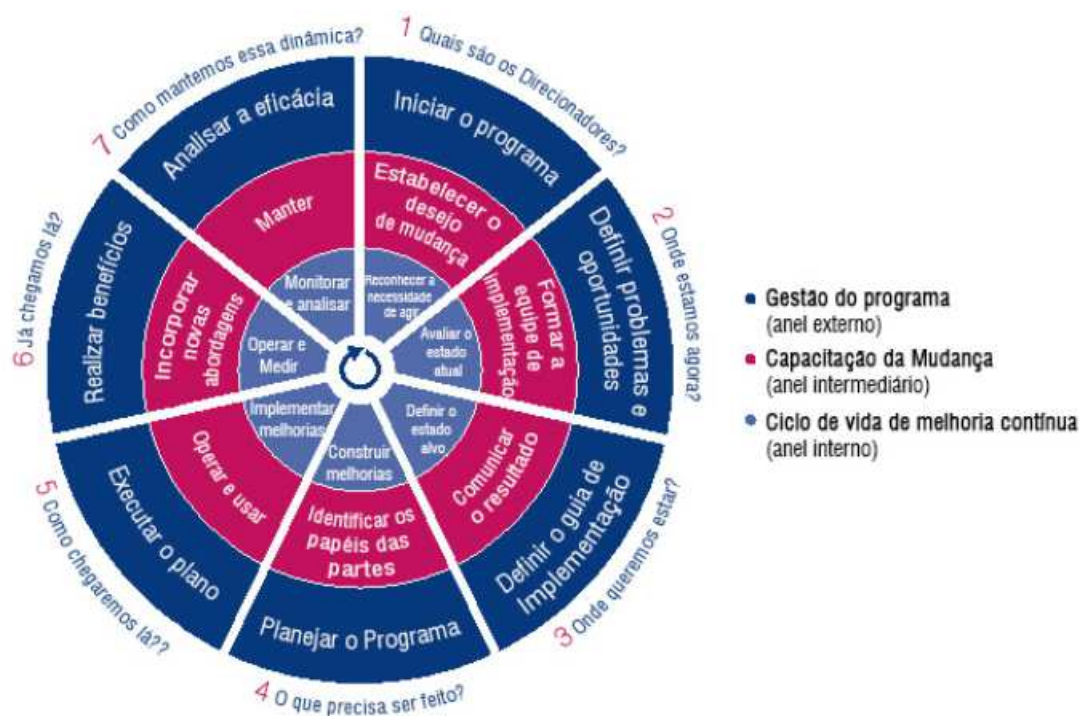 1 Quais são os Direcionadores?
Iniciar o programa
Estabelecer o
desejo
de mudança
Reconhecer a
necessidade
de agir
2 Onde estamos agora?
Definir problemas e
oportunidades
Formar a
equipe de
implementação
Avaliar o
estado
atual
3 Onde queremos estar?
Definir o guia de
Implementação
Comunicar
o resultado
Definir o
estado
alvo
4 O que precisa ser feito?
Planejar o Programa
Identificar os
papéis das
partes
Construir
melhorias
5 Como chegaremos lá??
Executar o plano
Operar e usar
Implementar
melhorias
6 Já chegamos lá?
Realizar benefícios
Incorporar
novas
abordagens
Operar e
Medir
7 Como mantemos essa dinâmica?
Analisar a eficácia
Manter
Monitorar
e analisar
Gestão do programa
(anel externo)
Capacitação da Mudança
(anel intermediário)
Ciclo de vida de melhoria contínua
(anel interno)